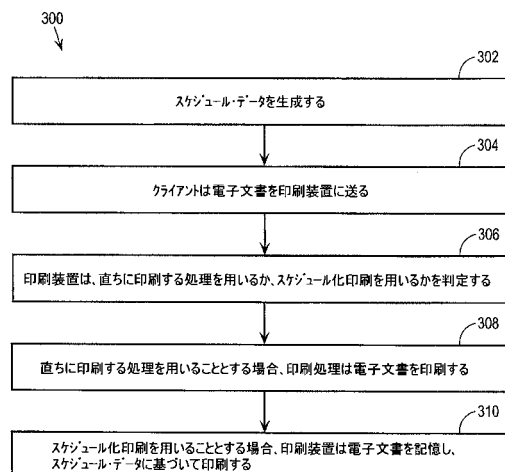 300
302
スケジュール・データを生成する
304
クライアントは電子文書を印刷装置に送る
306
印刷装置は、直ちに印刷する処理を用いるか、スケジュール化印刷を用いるかを判定する
308
直ちに印刷する処理を用いることとする場合、印刷処理は電子文書を印刷する
310
スケジュール化印刷を用いることとする場合、印刷装置は電子文書を記憶し、
スケジュール・データに基づいて印刷する